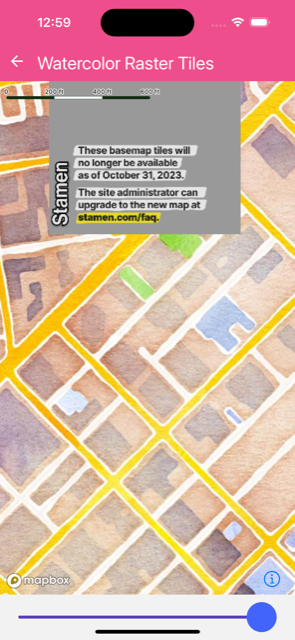 12:59
Watercolor Raster Tiles
0 200 ft 400 ft 600 ft
Stamen
These basemap tiles will
no longer be available
as of October 31, 2023.
The site administrator can
upgrade to the new map at
stamen.com/faq.
mapbox